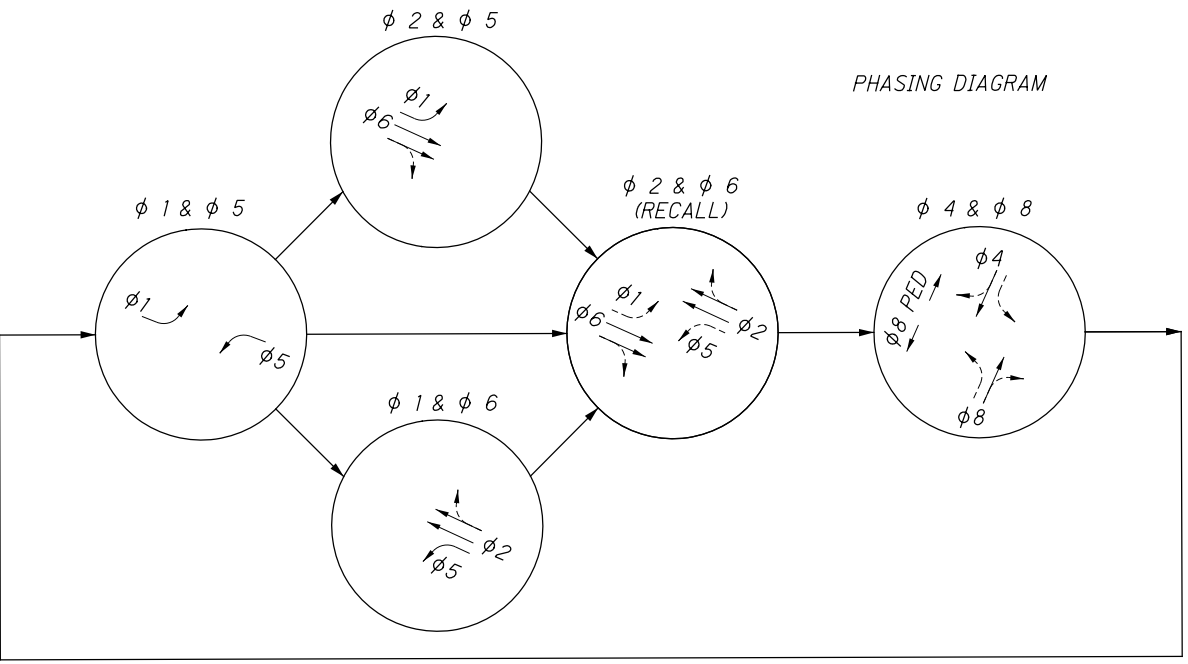 ϕ 2 & ϕ 5
PHASING DIAGRAM
ϕ1
ϕ6
ϕ 1 & ϕ 5
ϕ1
ϕ5
ϕ 2 & ϕ 6
(RECALL)
ϕ1
ϕ6
ϕ2
ϕ5
ϕ 4 & ϕ 8
ϕ4
ϕ8 PED
ϕ8
ϕ 1 & ϕ 6
ϕ2
ϕ5